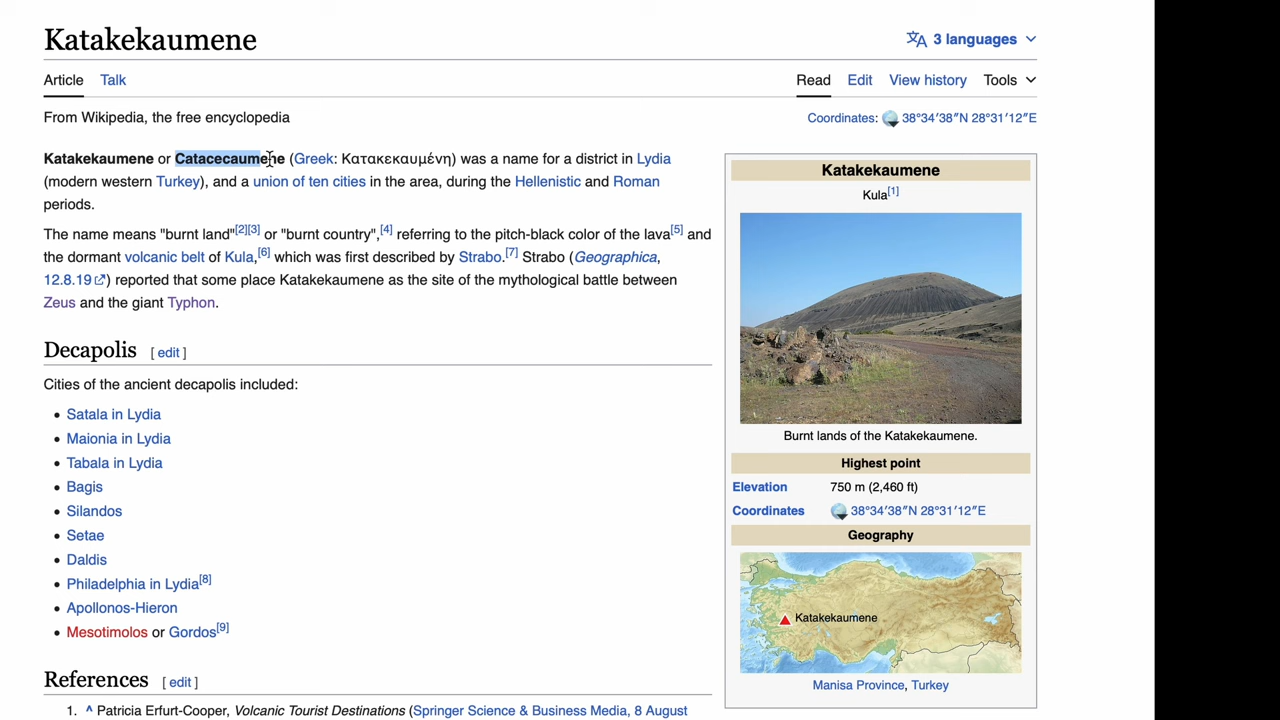 Katakekaumene
3 languages
Article Talk
Read Edit View history Tools
From Wikipedia, the free encyclopedia
Coordinates: 38°34′38″N 28°31′12″E
Katakekaumene or Catacecaumene (Greek: Κατακεκαυμένη) was a name for a district in Lydia
(modern western Turkey), and a union of ten cities in the area, during the Hellenistic and Roman
periods.
The name means "burnt land"[2][3] or "burnt country",[4] referring to the pitch-black color of the lava[5] and
the dormant volcanic belt of Kula,[6] which was first described by Strabo.[7] Strabo (Geographica,
12.8.19) reported that some place Katakekaumene as the site of the mythological battle between
Zeus and the giant Typhon.
Decapolis [ edit ]
Cities of the ancient decapolis included:
• Satala in Lydia
• Maionia in Lydia
• Tabala in Lydia
• Bagis
• Silandos
• Setae
• Daldis
• Philadelphia in Lydia[8]
• Apollonos-Hieron
• Mesotimolos or Gordos[9]
References [ edit ]
1. ^ Patricia Erfurt-Cooper, Volcanic Tourist Destinations (Springer Science & Business Media, 8 August
Katakekaumene
Kula[1]
Burnt lands of the Katakekaumene.
Highest point
Elevation 750 m (2,460 ft)
Coordinates 38°34′38″N 28°31′12″E
Geography
Katakekaumene
Manisa Province, Turkey